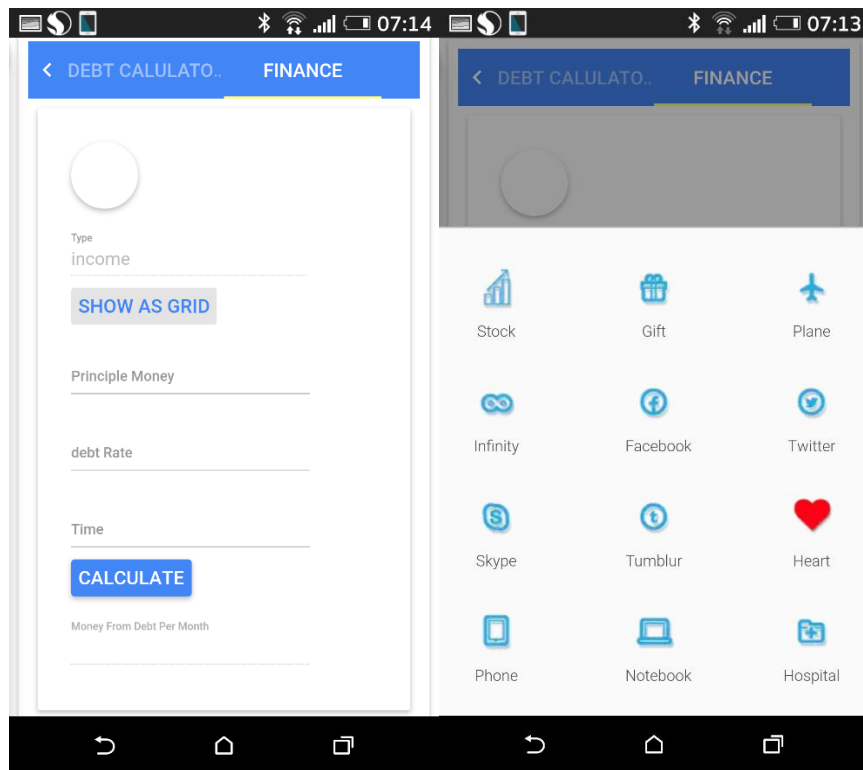 07:14
DEBT CALULATO..
FINANCE
Type
income
SHOW AS GRID
Principle Money
debt Rate
Time
CALCULATE
Money From Debt Per Month
07:13
DEBT CALULATO..
FINANCE
Stock
Gift
Plane
Infinity
Facebook
Twitter
Skype
Tumblur
Heart
Phone
Notebook
Hospital